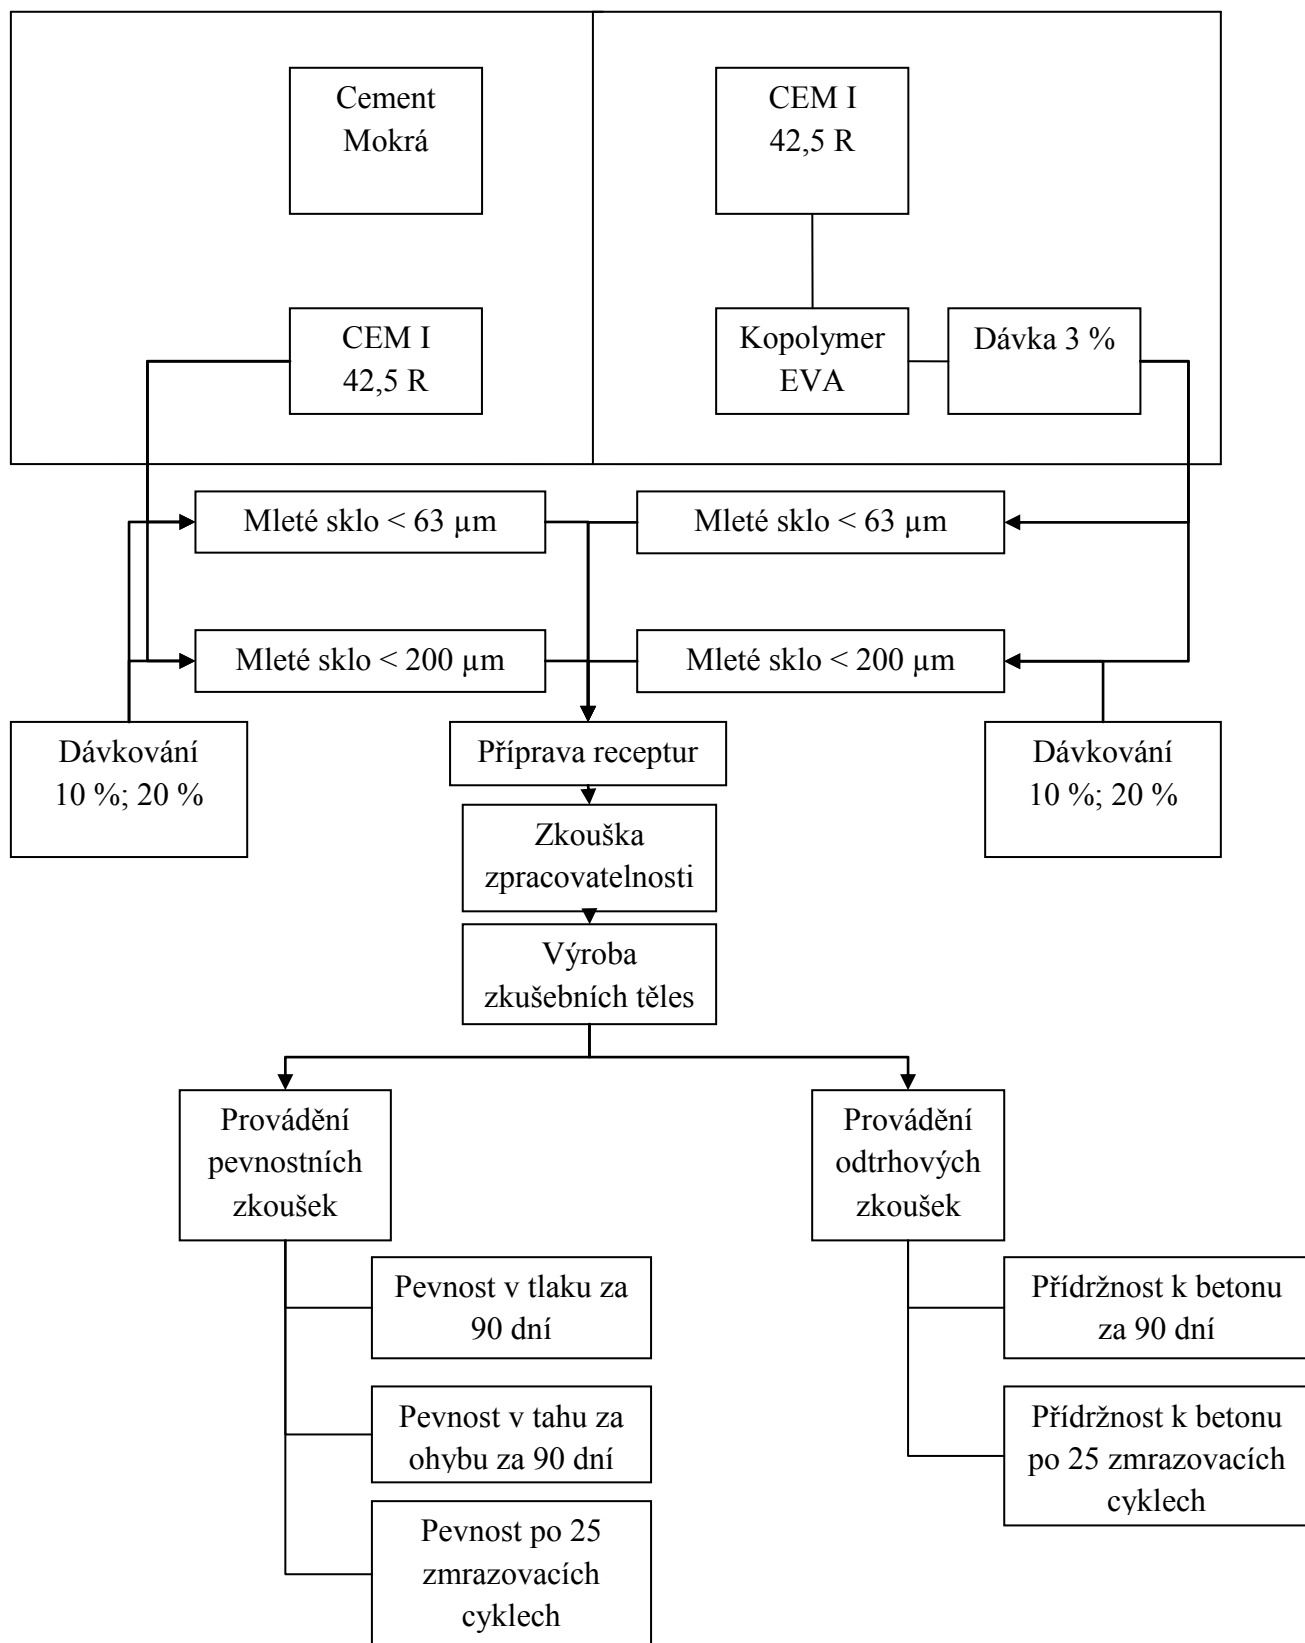 Cement
Mokrá
CEM I
42,5 R
CEM I
42,5 R
Kopolymer
EVA
Dávka 3 %
Mleté sklo < 63 µm
Mleté sklo < 63 µm
Mleté sklo < 200 µm
Mleté sklo < 200 µm
Dávkování
10 %; 20 %
Příprava receptur
Dávkování
10 %; 20 %
Zkouška
zpracovatelnosti
Výroba
zkušebních těles
Provádění
pevnostních
zkoušek
Provádění
odtrhových
zkoušek
Pevnost v tlaku za
90 dní
Přídržnost k betonu
za 90 dní
Pevnost v tahu za
ohybu za 90 dní
Přídržnost k betonu
po 25 zmrazovacích
cyklech
Pevnost po 25
zmrazovacích
cyklech